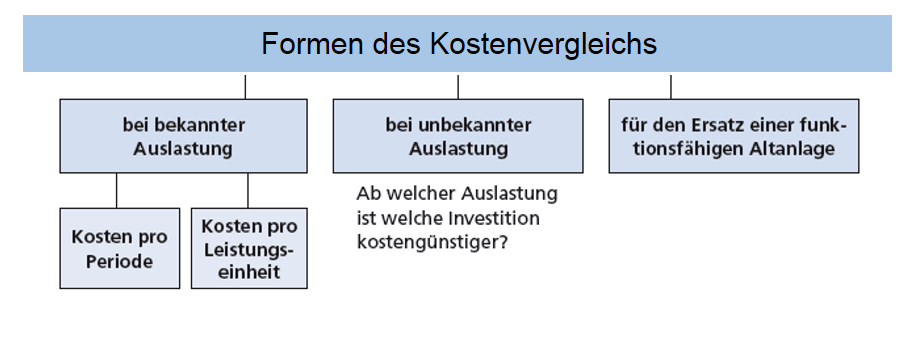 Formen des Kostenvergleichs
bei bekannter
Auslastung
bei unbekannter
Auslastung
für den Ersatz einer funk-
tionsfähigen Altanlage
Kosten pro
Periode
Kosten pro
Leistungs-
einheit
Ab welcher Auslastung
ist welche Investition
kostengünstiger?